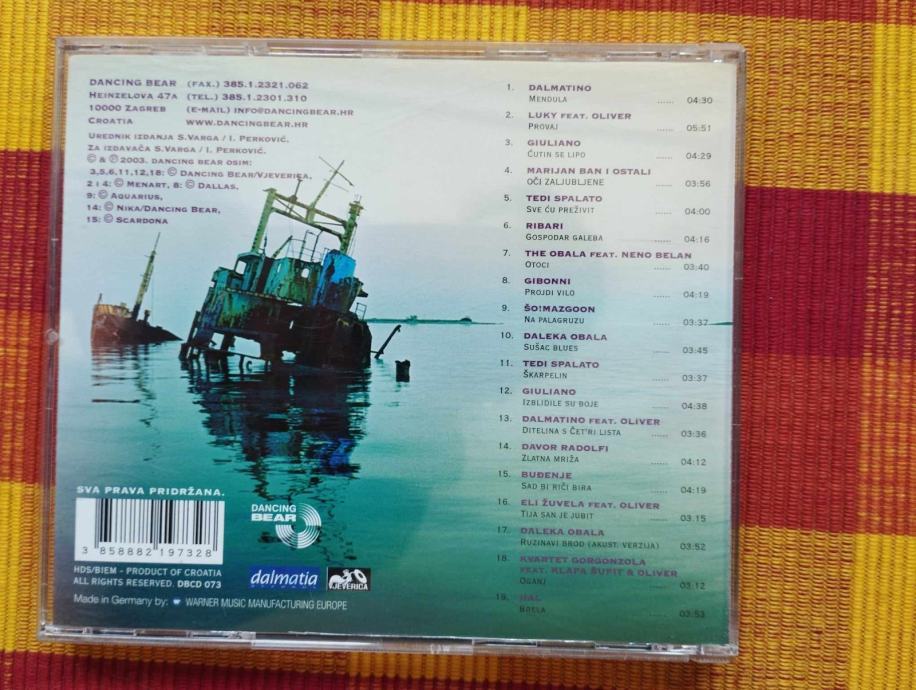 DANCING BEAR (FAX.) 385.1.2321.062
HEINZELOVA 47A (TEL.) 385.1.2301.310
10000 ZAGREB (E-MAIL) INFO@DANCINGBEAR.HR
CROATIA WWW.DANCINGBEAR.HR
UREDNIK IZDANJA S.VARGA / I. PERKOVIĆ.
ZA IZDAVAČA S.VARGA / I. PERKOVIĆ.
© & ℗ 2003. DANCING BEAR OSIM:
3,5,6,11,12,18: © DANCING BEAR/VJEVERICA,
2 I 4: © MENART, 8: © DALLAS,
9: © AQUARIUS,
14: © NIKA/DANCING BEAR,
15: © SCARDONA
1. DALMATINO
MENDULA ...... 04:30
2. LUKY FEAT. OLIVER
PROVAJ ...... 05:51
3. GIULIANO
ĆUTIN SE LIPO ...... 04:29
4. MARIJAN BAN I OSTALI
OČI ZALJUBLJENE ...... 03:56
5. TEDI SPALATO
SVE ĆU PREŽIVIT ...... 04:00
6. RIBARI
GOSPODAR GALEBA ...... 04:16
7. THE OBALA FEAT. NENO BELAN
OTOCI ...... 03:40
8. GIBONNI
PROJDI VILO ...... 04:19
9. ŠO!MAZGOON
NA PALAGRUZU ...... 03:37
10. DALEKA OBALA
SUŠAC BLUES ...... 03:45
11. TEDI SPALATO
ŠKARPELIN ...... 03:37
12. GIULIANO
IZBLIDILE SU BOJE ...... 04:38
13. DALMATINO FEAT. OLIVER
DITELINA S ČET'RI LISTA ...... 03:36
14. DAVOR RADOLFI
ZLATNA MRIŽA ...... 04:12
15. BUĐENJE
SAD BI RIČI BIRA ...... 04:19
16. ELI ŽUVELA FEAT. OLIVER
TIJA SAN JE JUBIT ...... 03:15
17. DALEKA OBALA
RUZINAVI BROD (AKUST. VERZIJA) ...... 03:52
18. KVARTET GORGONZOLA
FEAT. KLAPA ŠUFIT & OLIVER
OGANJ ...... 03:12
19. HAL
BRELA ...... 03:53
SVA PRAVA PRIDRŽANA.
3 858882 197328
HDS/BIEM - PRODUCT OF CROATIA
ALL RIGHTS RESERVED. DBCD 073
Made in Germany by: WARNER MUSIC MANUFACTURING EUROPE
DANCING
BEAR
dalmatia
VJEVERICA